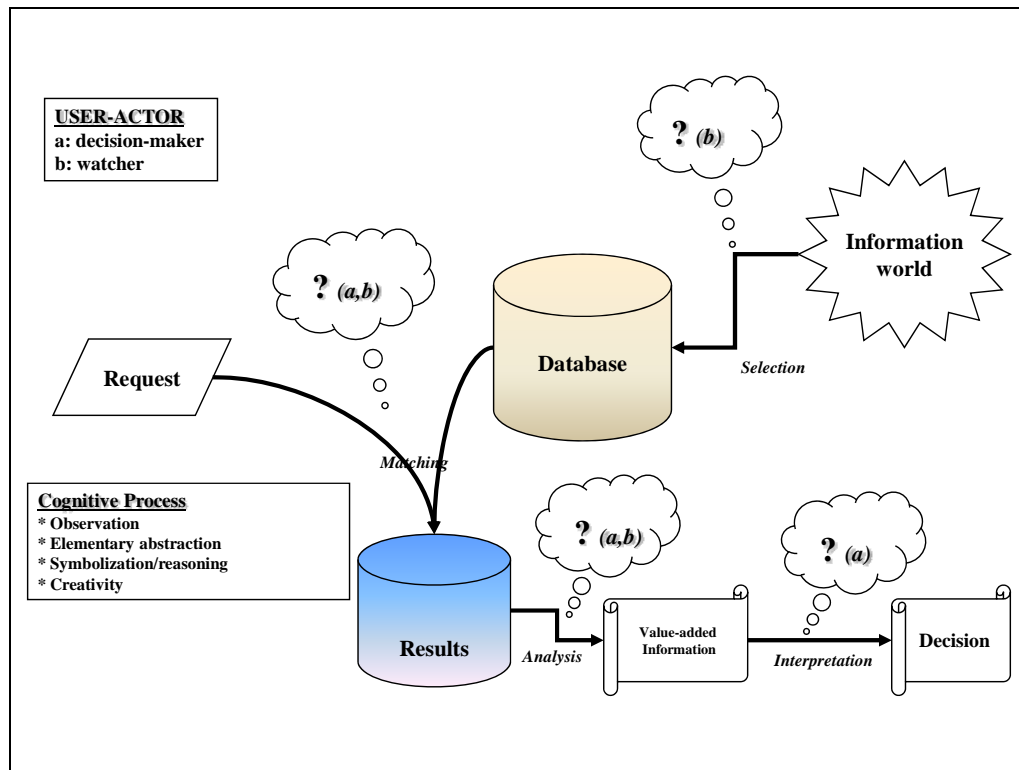 USER-ACTOR
a: decision-maker
b: watcher
? (b)
Information
world
? (a,b)
Database
Selection
Request
Matching
Cognitive Process
* Observation
* Elementary abstraction
* Symbolization/reasoning
* Creativity
? (a,b)
? (a)
Results
Analysis
Value-added
Information
Interpretation
Decision